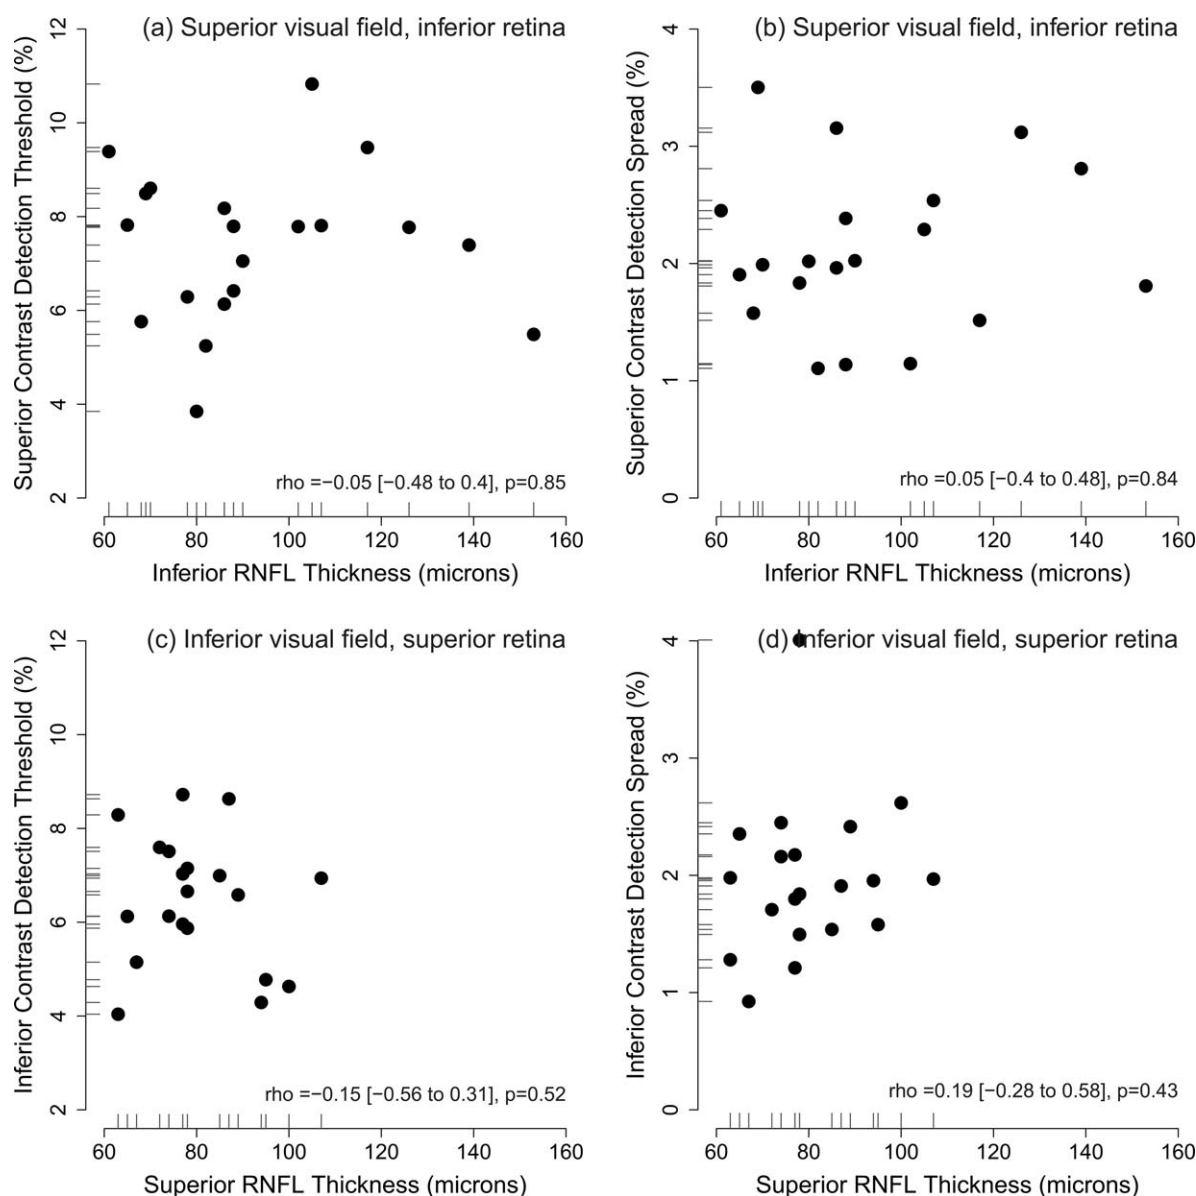 (a) Superior visual field, inferior retina
Superior Contrast Detection Threshold (%)
12
10
8
6
4
2
rho =−0.05 [−0.48 to 0.4], p=0.85
60 80 100 120 140 160
Inferior RNFL Thickness (microns)
(b) Superior visual field, inferior retina
Superior Contrast Detection Spread (%)
4
3
2
1
0
rho =0.05 [−0.4 to 0.48], p=0.84
60 80 100 120 140 160
Inferior RNFL Thickness (microns)
(c) Inferior visual field, superior retina
Inferior Contrast Detection Threshold (%)
12
10
8
6
4
2
rho =−0.15 [−0.56 to 0.31], p=0.52
60 80 100 120 140 160
Superior RNFL Thickness (microns)
(d) Inferior visual field, superior retina
Inferior Contrast Detection Spread (%)
4
3
2
1
0
rho =0.19 [−0.28 to 0.58], p=0.43
60 80 100 120 140 160
Superior RNFL Thickness (microns)